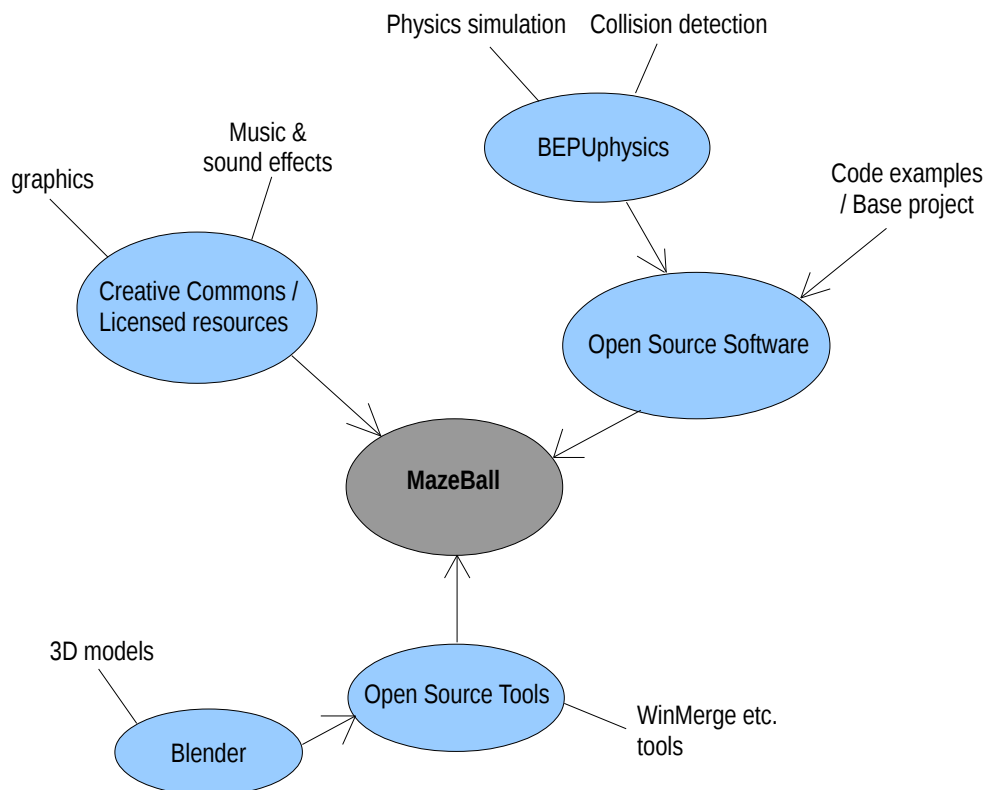 Physics simulation
Collision detection
BEPUphysics
Music &
sound effects
graphics
Code examples
/ Base project
Creative Commons /
Licensed resources
Open Source Software
MazeBall
3D models
Open Source Tools
WinMerge etc.
tools
Blender